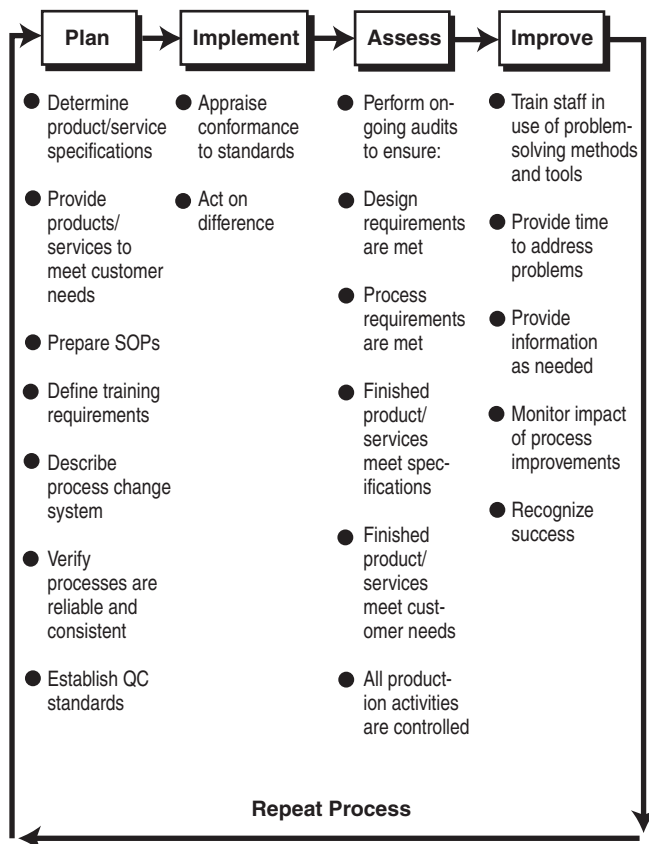 Plan
Implement
Assess
Improve
● Determine
product/service
specifications
● Provide
products/
services to
meet customer
needs
● Prepare SOPs
● Define training
requirements
● Describe
process change
system
● Verify
processes are
reliable and
consistent
● Establish QC
standards
● Appraise
conformance
to standards
● Act on
difference
● Perform on-
going audits
to ensure:
● Design
requirements
are met
● Process
requirements
are met
● Finished
product/
services
meet spec-
ifications
● Finished
product/
services
meet cust-
omer needs
● All product-
ion activities
are controlled
● Train staff in
use of problem-
solving methods
and tools
● Provide time
to address
problems
● Provide
information
as needed
● Monitor impact
of process
improvements
● Recognize
success
Repeat Process